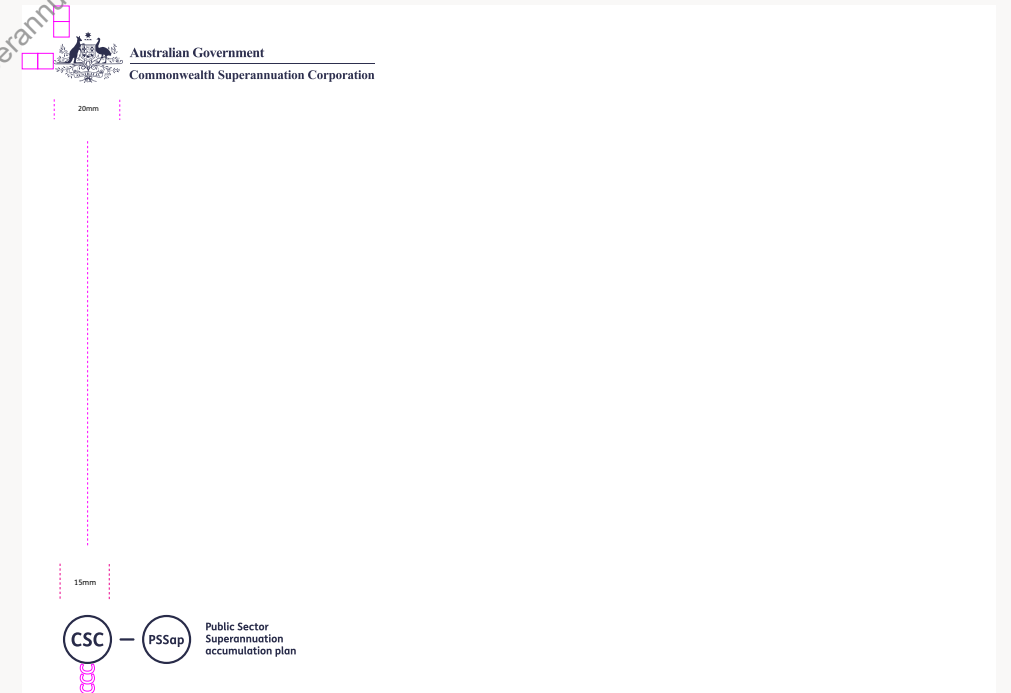 Australian Government
Commonwealth Superannuation Corporation
20mm
15mm
CSC
PSSap
Public Sector
Superannuation
accumulation plan